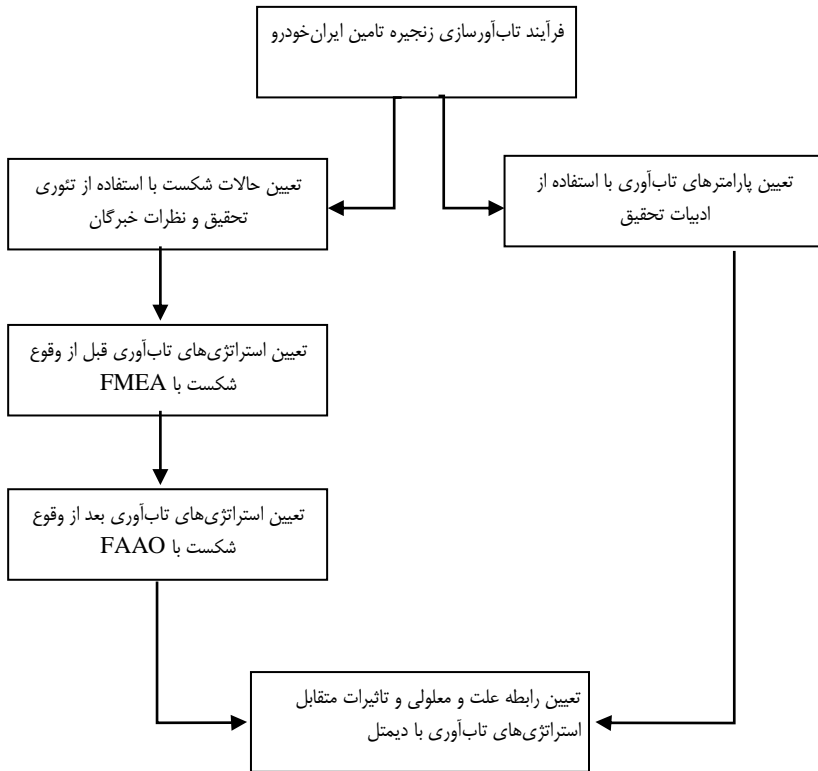 فرآیند تاب‌آورسازی زنجیره تامین ایران‌خودرو
تعیین پارامترهای تاب‌آوری با استفاده از
ادبیات تحقیق
تعیین حالات شکست با استفاده از تئوری
تحقیق و نظرات خبرگان
تعیین استراتژی‌های تاب‌آوری قبل از وقوع
شکست با FMEA
تعیین استراتژی‌های تاب‌آوری بعد از وقوع
شکست با FAAO
تعیین رابطه علت و معلولی و تاثیرات متقابل
استراتژی‌های تاب‌آوری با دیمتل